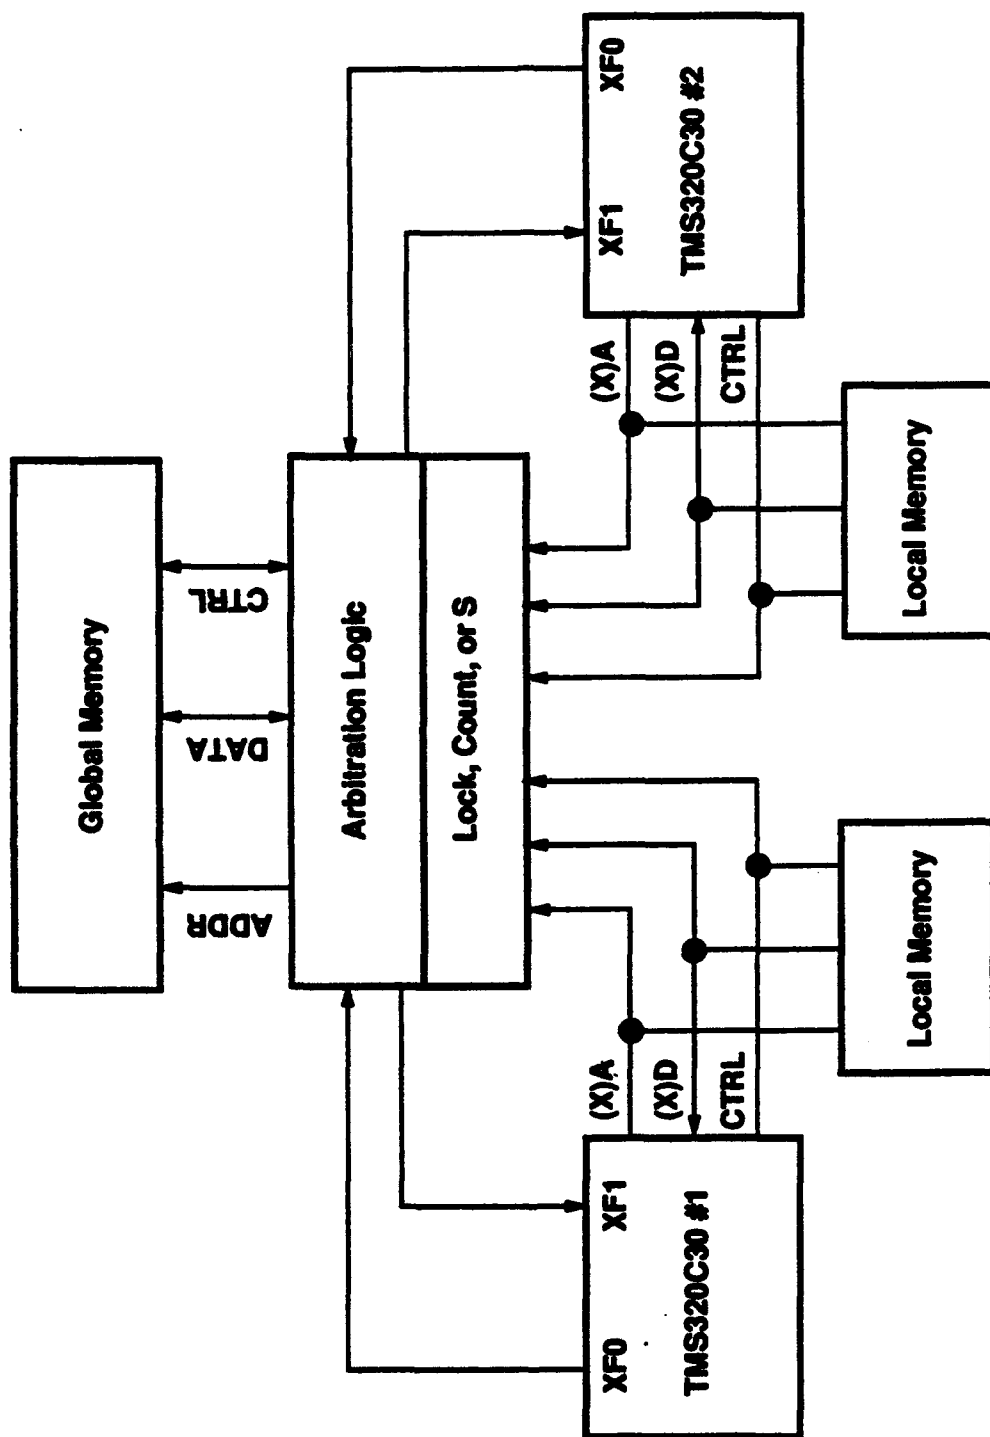 Global Memory
ADDR
DATA
CTRL
Arbitration Logic
Lock, Count, or S
XF0
XF1
TMS320C30 #1
(X)A
(X)D
CTRL
Local Memory
XF1
XF0
TMS320C30 #2
(X)A
(X)D
CTRL
Local Memory